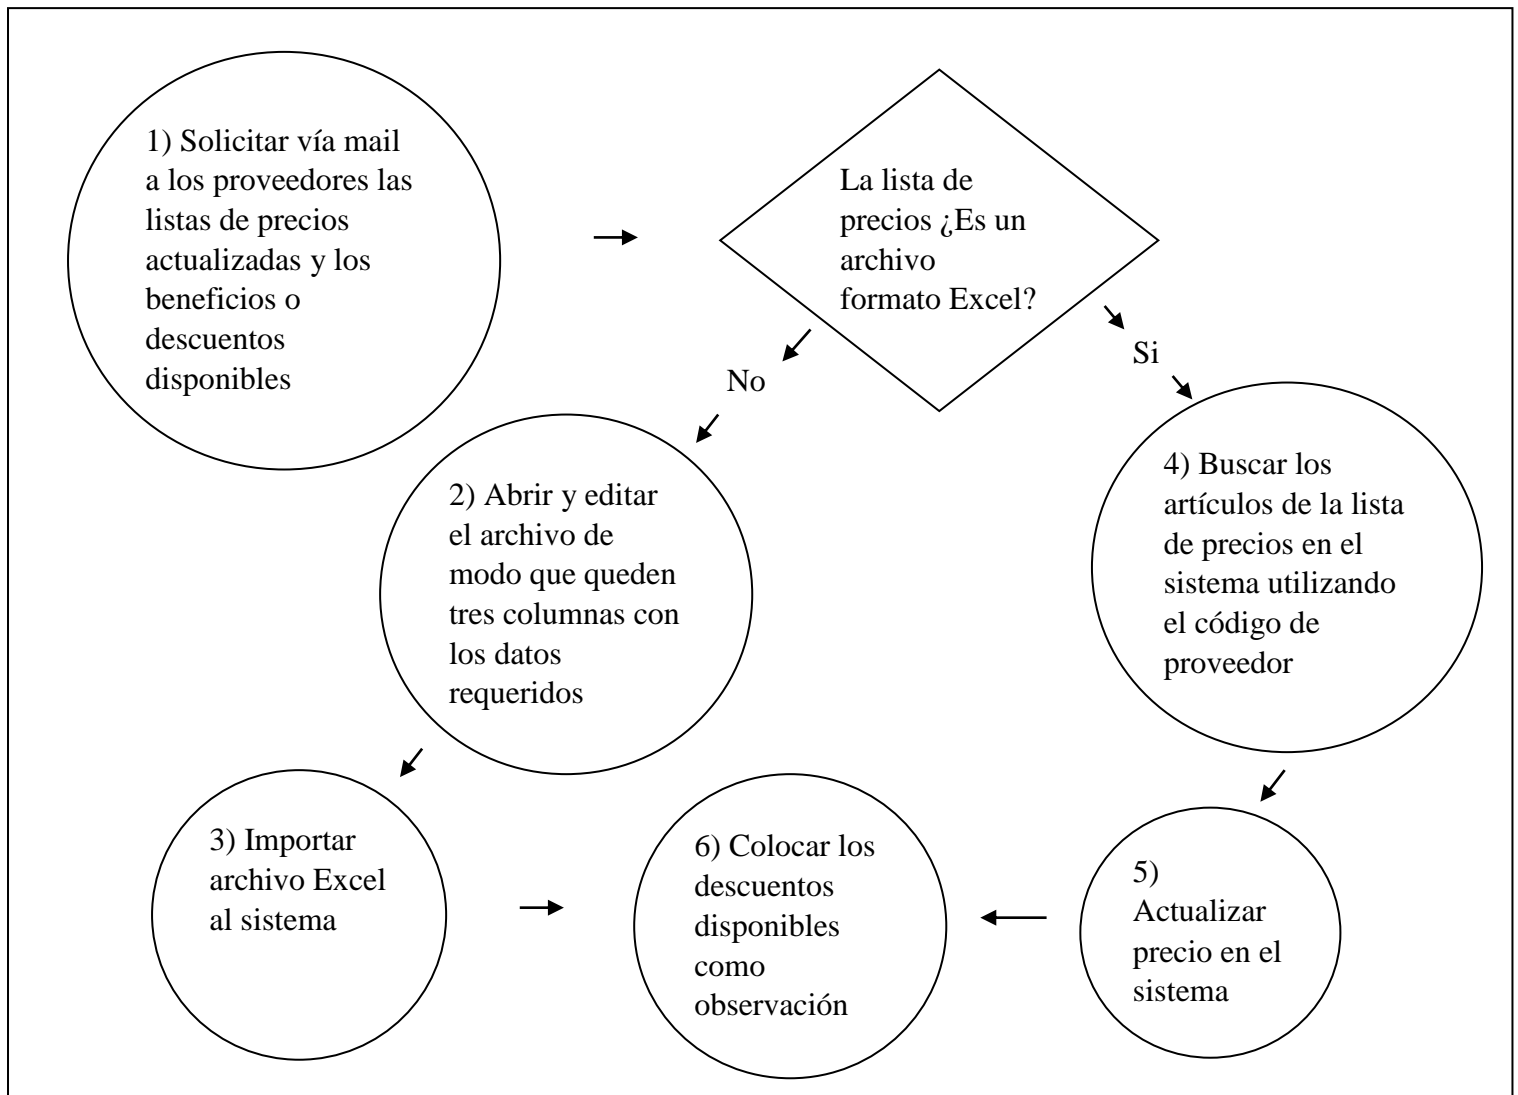 1) Solicitar vía mail
a los proveedores las
listas de precios
actualizadas y los
beneficios o
descuentos
disponibles
La lista de
precios ¿Es un
archivo
formato Excel?
No
Si
2) Abrir y editar
el archivo de
modo que queden
tres columnas con
los datos
requeridos
4) Buscar los
artículos de la lista
de precios en el
sistema utilizando
el código de
proveedor
3) Importar
archivo Excel
al sistema
6) Colocar los
descuentos
disponibles
como
observación
5)
Actualizar
precio en el
sistema